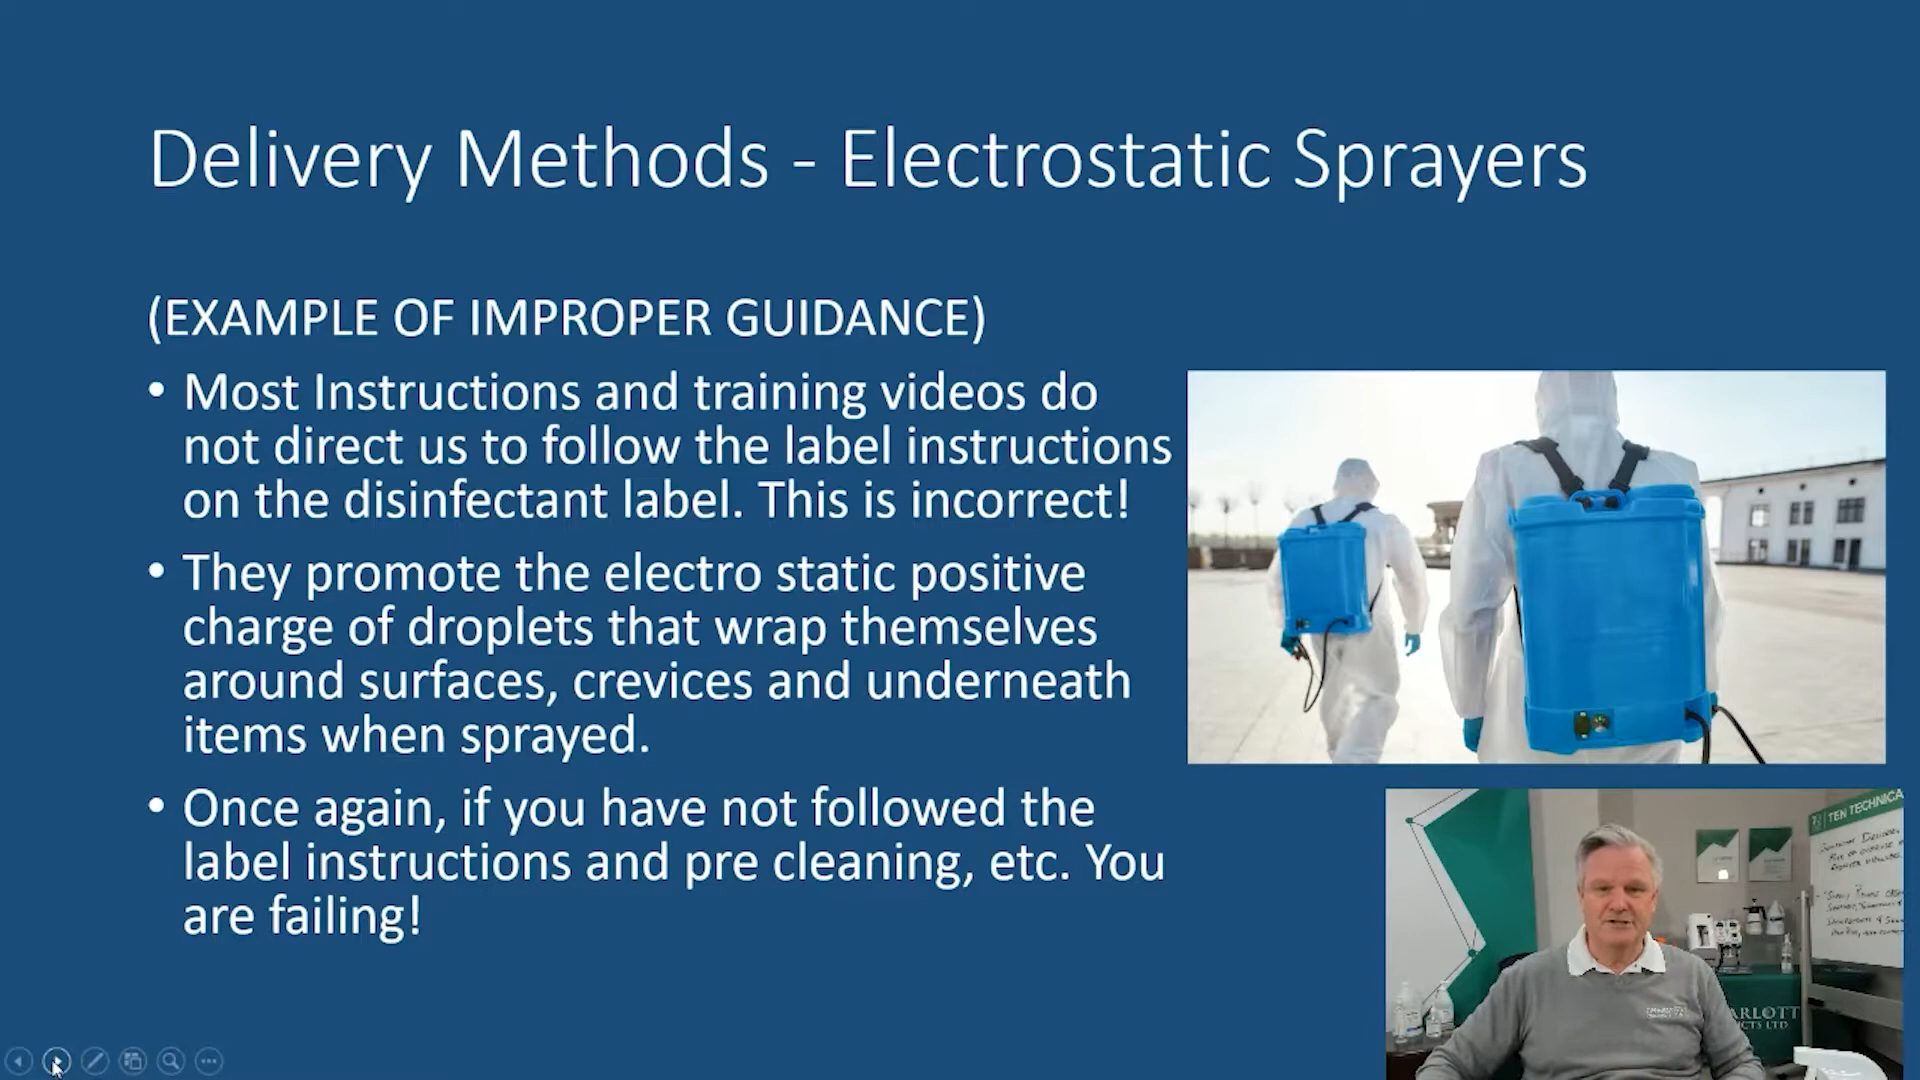 Delivery Methods - Electrostatic Sprayers
(EXAMPLE OF IMPROPER GUIDANCE)
• Most Instructions and training videos do
not direct us to follow the label instructions
on the disinfectant label. This is incorrect!
• They promote the electro static positive
charge of droplets that wrap themselves
around surfaces, crevices and underneath
items when sprayed.
• Once again, if you have not followed the
label instructions and pre cleaning, etc. You
are failing!
TEN TECHNICA
ARLOTT
CTS LTD